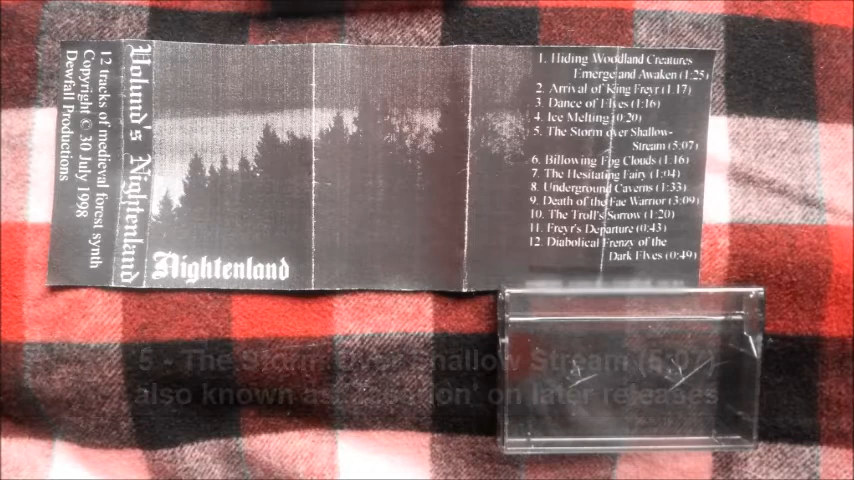 12 tracks of medieval forest synth
Copyright © 30 July 1998
Dewfall Productions
Volund's Nightenland
Nightenland
1. Hiding Woodland Creatures
Emerge and Awaken (1:25)
2. Arrival of King Freyr (1:17)
3. Dance of Elves (1:16)
4. Ice Melting (0:20)
5. The Storm over Shallow-
Stream (5:07)
6. Billowing Fog Clouds (1:16)
7. The Hesitating Fairy (1:04)
8. Underground Caverns (1:33)
9. Death of the Fae Warrior (3:09)
10. The Troll's Sorrow (1:20)
11. Freyr's Departure (0:43)
12. Diabolical Frenzy of the
Dark Elves (0:49)
5 - The Storm Over Shallow Stream (5:07)
also known as on later releases